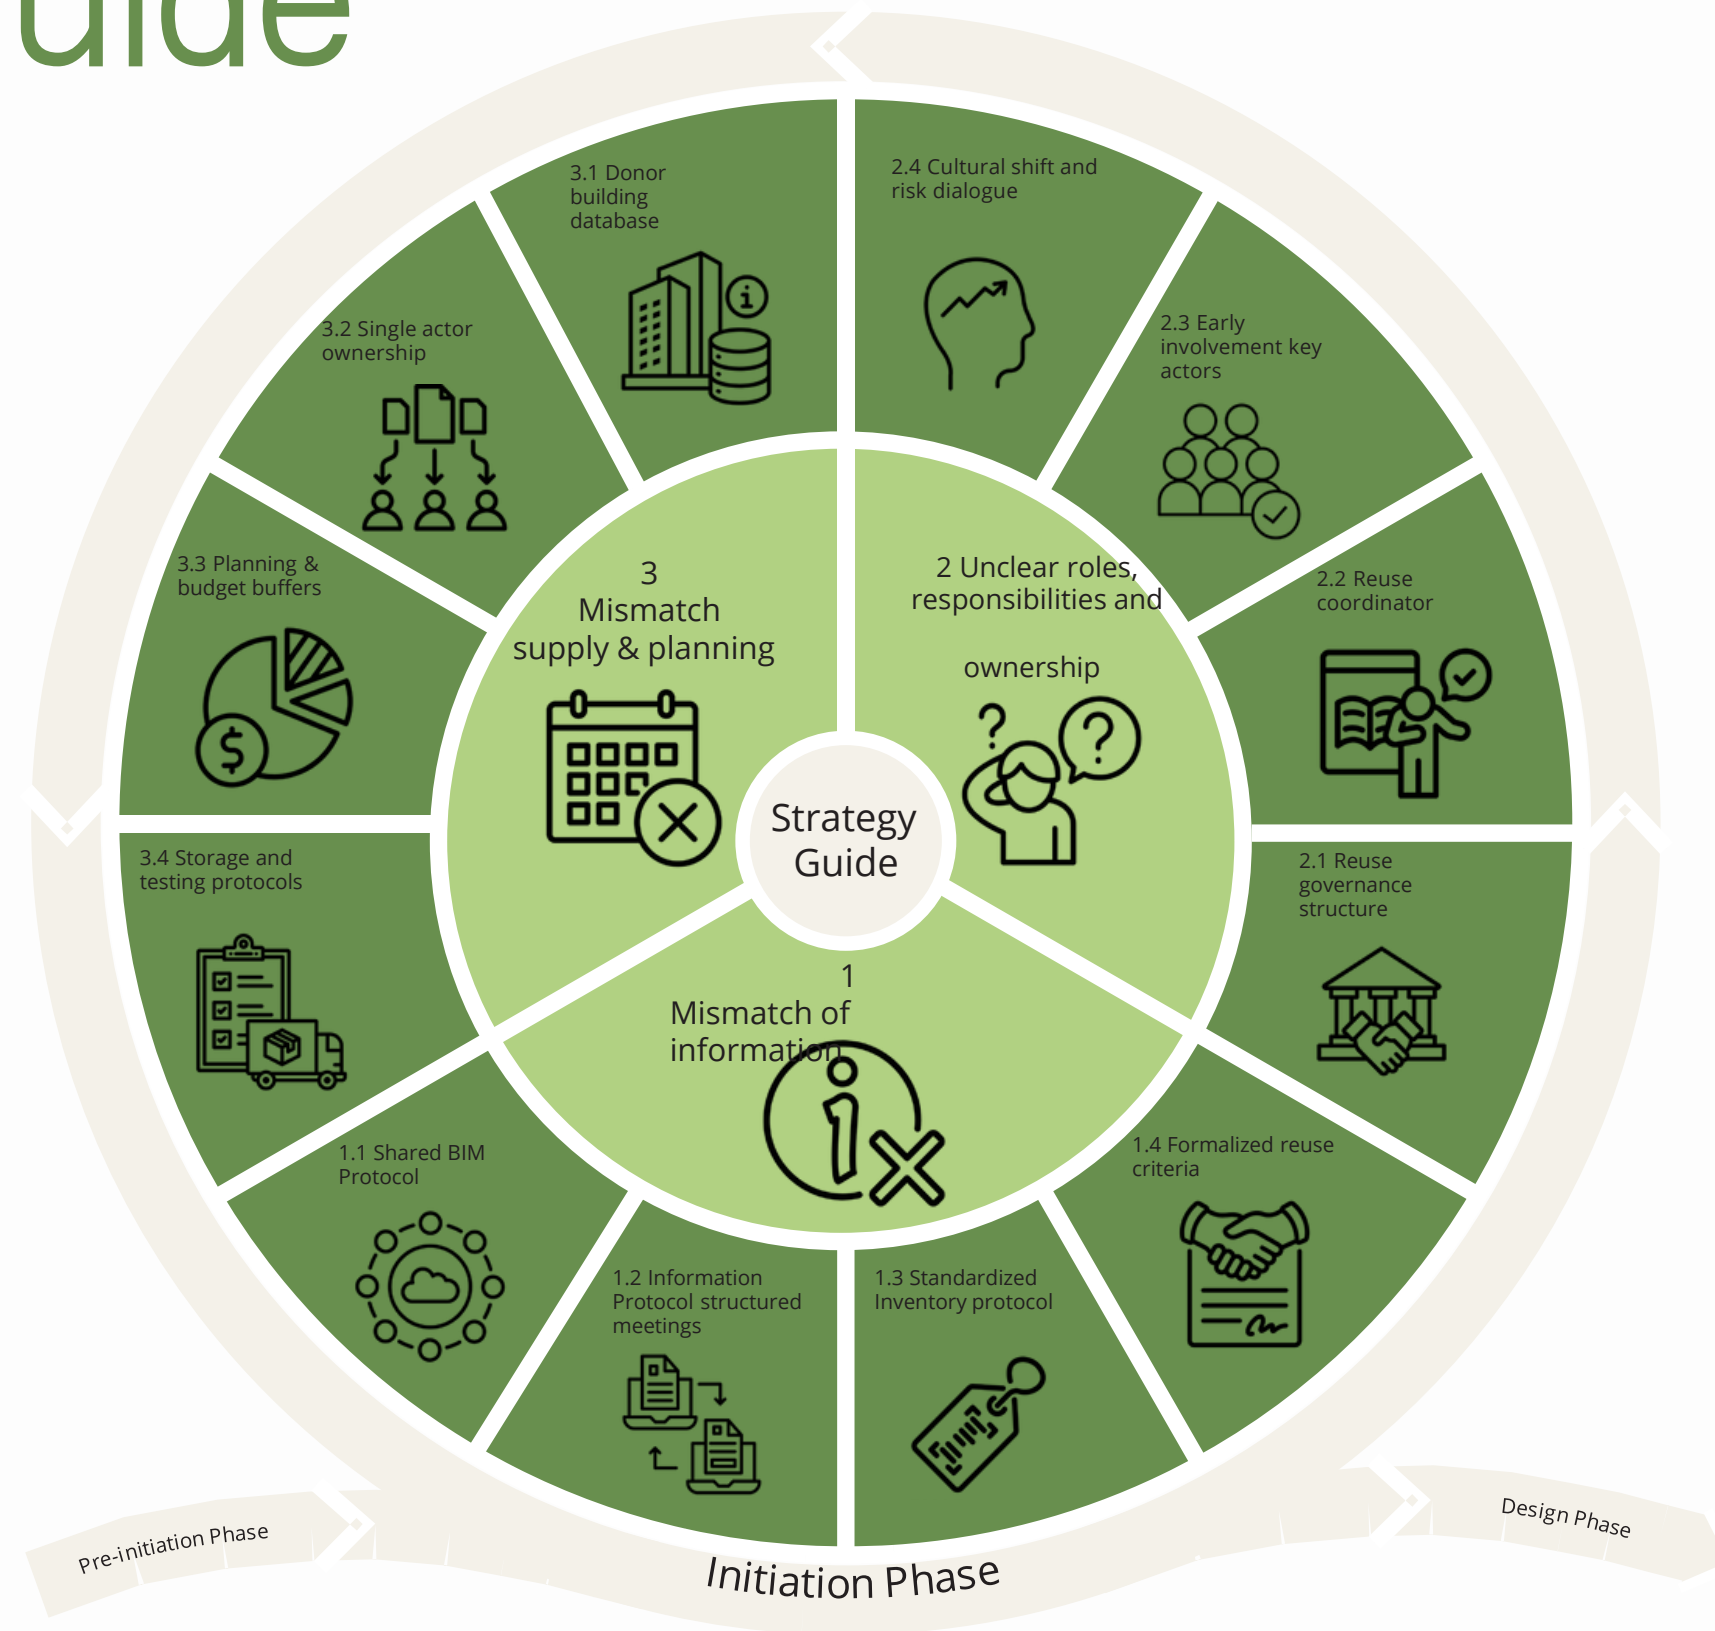 uide
3.1 Donor
building
database
2.4 Cultural shift and
risk dialogue
3.2 Single actor
ownership
2.3 Early
involvement key
actors
3.3 Planning &
budget buffers
3
Mismatch
supply & planning
2 Unclear roles,
responsibilities and
ownership
2.2 Reuse
coordinator
Strategy
Guide
3.4 Storage and
testing protocols
2.1 Reuse
governance
structure
1
Mismatch of
information
1.1 Shared BIM
Protocol
1.4 Formalized reuse
criteria
1.2 Information
Protocol structured
meetings
1.3 Standardized
Inventory protocol
Pre-initiation Phase
Initiation Phase
Design Phase